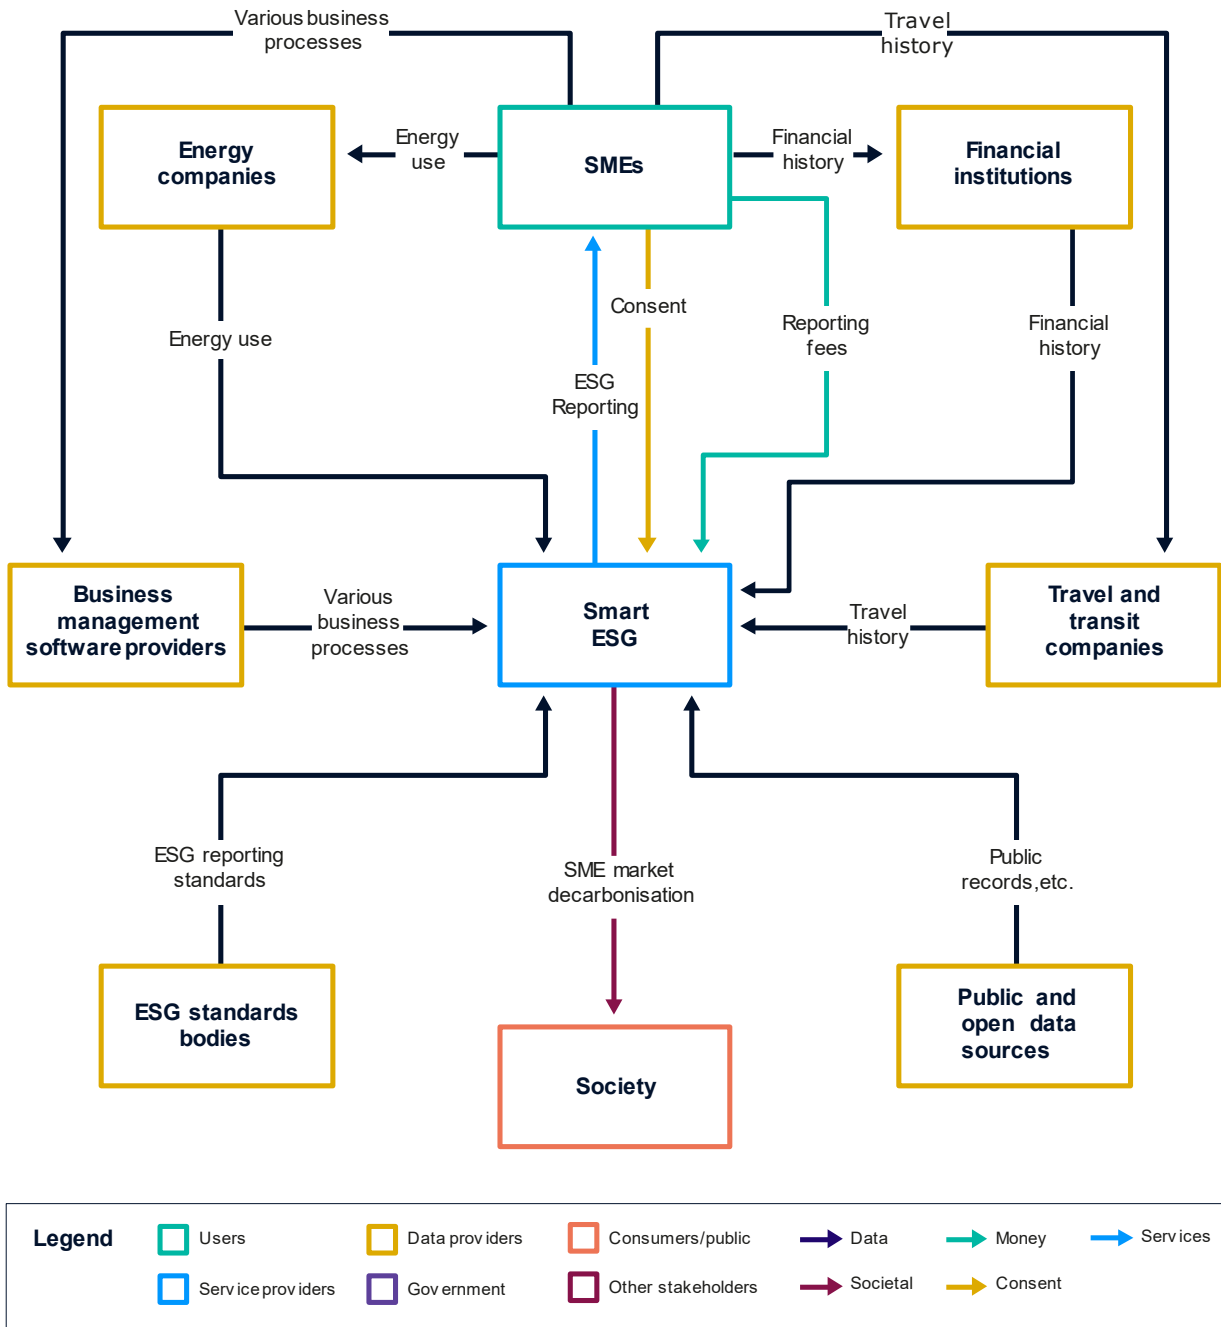 Various business
processes
Travel
history
Energy
companies
Energy
use
SMEs
Financial
history
Financial
institutions
Consent
Energy use
Reporting
fees
Financial
history
ESG
Reporting
Business
management
software providers
Various
business
processes
Smart
ESG
Travel
history
Travel and
transit
companies
ESG reporting
standards
SME market
decarbonisation
Public
records,etc.
ESG standards
bodies
Public and
open data
sources
Society
Legend
Users
Data providers
Consumers/public
Data
Money
Services
Service providers
Government
Other stakeholders
Societal
Consent